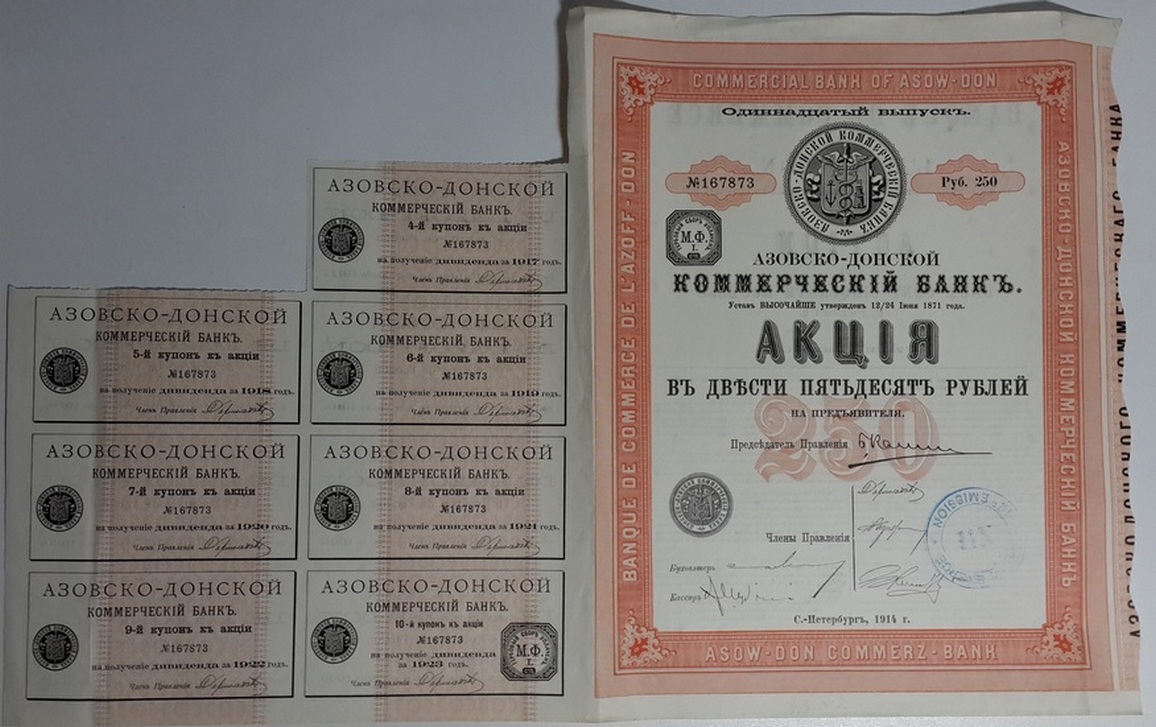 АЗОВСКО-ДОНСКОЙ
КОММЕРЧЕСКІЙ БАНКЪ.
4-й купонъ къ акціи
№167873
на полученіе дивиденда за 1917 годъ.
Членъ Правленія
АЗОВСКО-ДОНСКОЙ
КОММЕРЧЕСКІЙ БАНКЪ.
5-й купонъ къ акціи
№167873
на полученіе дивиденда за 1918 годъ.
Членъ Правленія
АЗОВСКО-ДОНСКОЙ
КОММЕРЧЕСКІЙ БАНКЪ.
6-й купонъ къ акціи
№167873
на полученіе дивиденда за 1919 годъ.
Членъ Правленія
АЗОВСКО-ДОНСКОЙ
КОММЕРЧЕСКІЙ БАНКЪ.
7-й купонъ къ акціи
№167873
на полученіе дивиденда за 1920 годъ.
Членъ Правленія
АЗОВСКО-ДОНСКОЙ
КОММЕРЧЕСКІЙ БАНКЪ.
8-й купонъ къ акціи
№167873
на полученіе дивиденда за 1921 годъ.
Членъ Правленія
АЗОВСКО-ДОНСКОЙ
КОММЕРЧЕСКІЙ БАНКЪ.
9-й купонъ къ акціи
№167873
на полученіе дивиденда за 1922 годъ.
Членъ Правленія
АЗОВСКО-ДОНСКОЙ
КОММЕРЧЕСКІЙ БАНКЪ.
10-й купонъ къ акціи
№167873
на полученіе дивиденда
за 1923 годъ.
Членъ Правленія
М.Ф.
COMMERCIAL BANK OF ASOW-DON
BANQUE DE COMMERCE DE L'AZOFF-DON
АЗОВСКО-ДОНСКОЙ КОММЕРЧЕСКІЙ БАНКЪ
ASOW-DON COMMERZ-BANK
Одиннадцатый выпускъ.
№167873
АЗОВСКО-ДОНСКОЙ КОММЕРЧЕСКІЙ БАНКЪ
Руб. 250
М.Ф.
АЗОВСКО-ДОНСКОЙ
КОММЕРЧЕСКІЙ БАНКЪ.
Уставъ ВЫСОЧАЙШЕ утвержденъ 12/24 Іюня 1871 года.
АКЦІЯ
ВЪ ДВѢСТИ ПЯТЬДЕСЯТЪ РУБЛЕЙ
НА ПРЕДЪЯВИТЕЛЯ.
250
Предсѣдатель Правленія
Члены Правленія
Бухгалтеръ
Кассиръ
EMISSION
С.-Петербургъ, 1914 г.